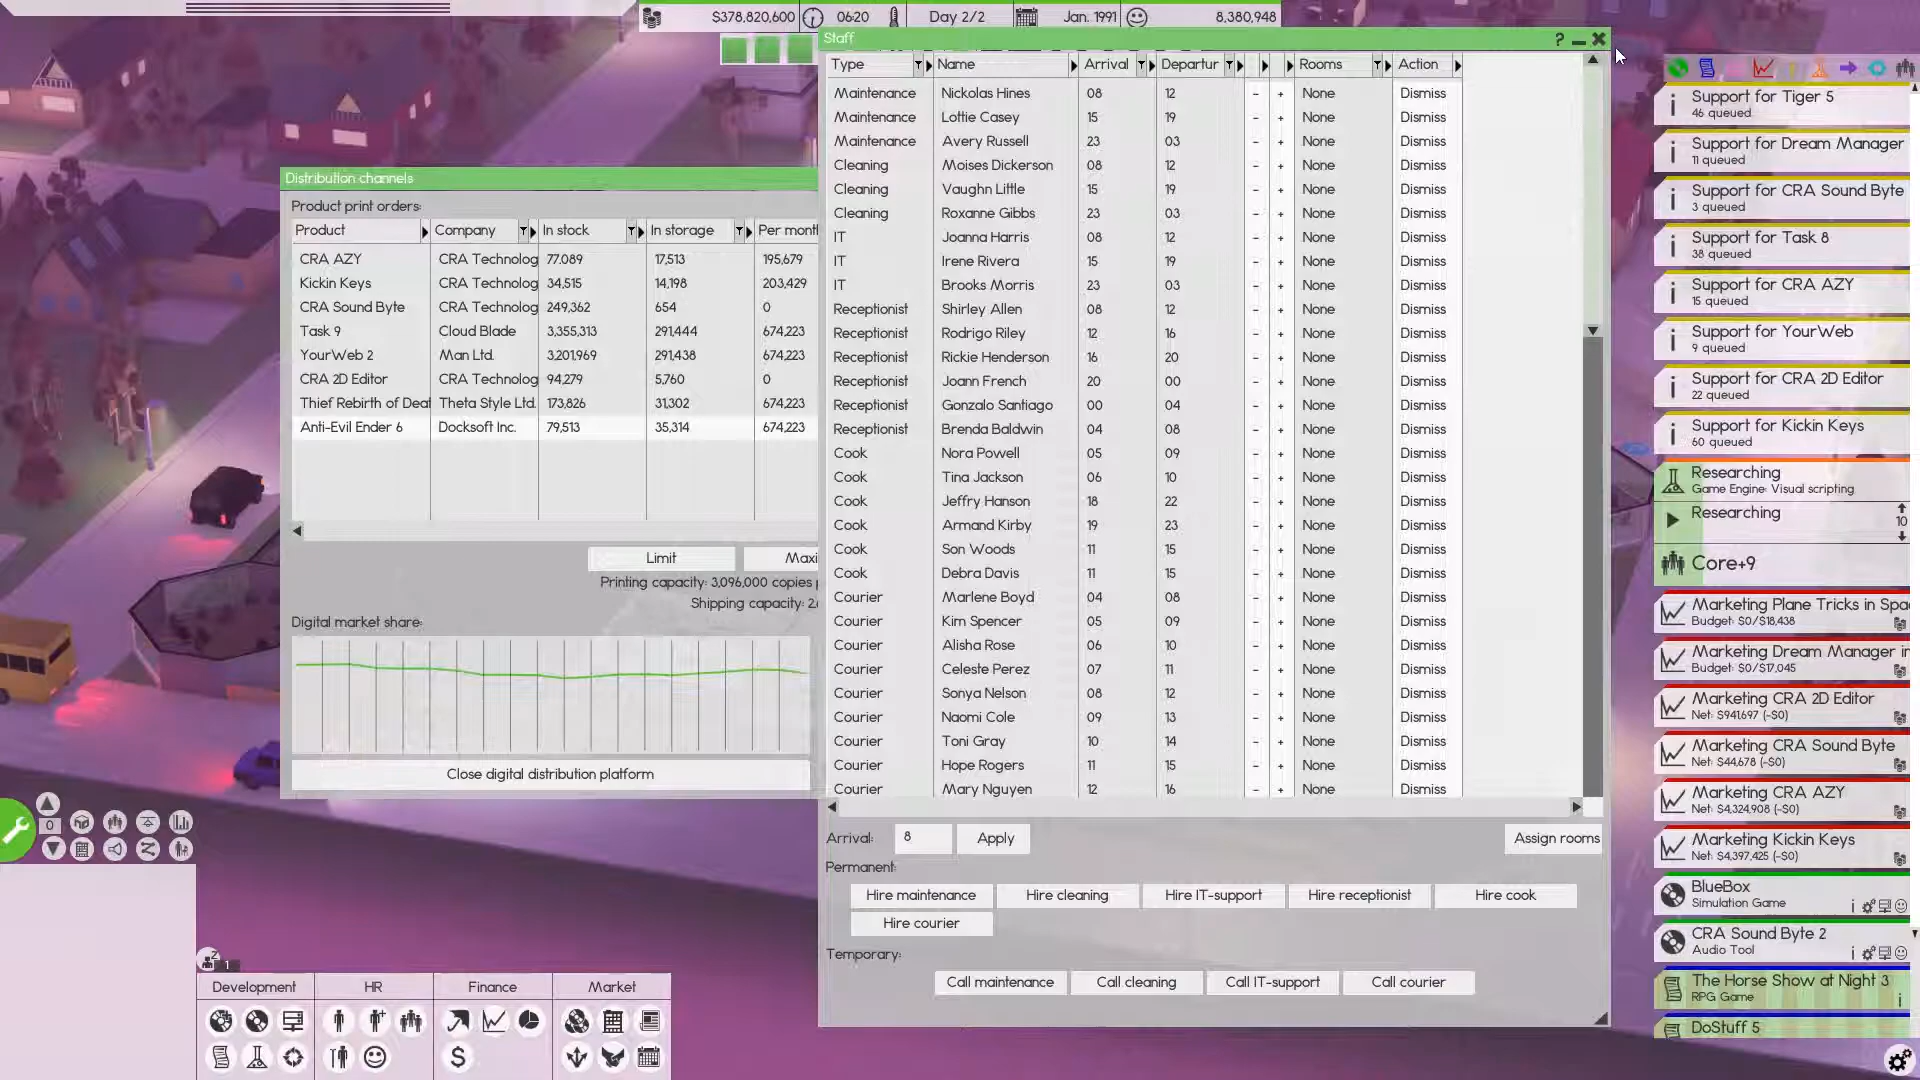 $378,820,600
06:20
Day 2/2
Jan. 1991
8,380,948
Staff
? 
Type Name Arrival Departur Rooms Action
Maintenance Nickolas Hines 08 12 - + None Dismiss
Maintenance Lottie Casey 15 19 - + None Dismiss
Maintenance Avery Russell 23 03 - + None Dismiss
Cleaning Moises Dickerson 08 12 - + None Dismiss
Cleaning Vaughn Little 15 19 - + None Dismiss
Cleaning Roxanne Gibbs 23 03 - + None Dismiss
IT Joanna Harris 08 12 - + None Dismiss
IT Irene Rivera 15 19 - + None Dismiss
IT Brooks Morris 23 03 - + None Dismiss
Receptionist Shirley Allen 08 12 - + None Dismiss
Receptionist Rodrigo Riley 12 16 - + None Dismiss
Receptionist Rickie Henderson 16 20 - + None Dismiss
Receptionist Joann French 20 00 - + None Dismiss
Receptionist Gonzalo Santiago 00 04 - + None Dismiss
Receptionist Brenda Baldwin 04 08 - + None Dismiss
Cook Nora Powell 05 09 - + None Dismiss
Cook Tina Jackson 06 10 - + None Dismiss
Cook Jeffry Hanson 18 22 - + None Dismiss
Cook Armand Kirby 19 23 - + None Dismiss
Cook Son Woods 11 15 - + None Dismiss
Cook Debra Davis 11 15 - + None Dismiss
Courier Marlene Boyd 04 08 - + None Dismiss
Courier Kim Spencer 05 09 - + None Dismiss
Courier Alisha Rose 06 10 - + None Dismiss
Courier Celeste Perez 07 11 - + None Dismiss
Courier Sonya Nelson 08 12 - + None Dismiss
Courier Naomi Cole 09 13 - + None Dismiss
Courier Toni Gray 10 14 - + None Dismiss
Courier Hope Rogers 11 15 - + None Dismiss
Courier Mary Nguyen 12 16 - + None Dismiss
Arrival: 8 Apply Assign rooms
Permanent:
Hire maintenance Hire cleaning Hire IT-support Hire receptionist Hire cook
Hire courier
Temporary:
Call maintenance Call cleaning Call IT-support Call courier
Distribution channels
Product print orders:
Product Company In stock In storage Per month
CRA AZY CRA Technolog 77,089 17,513 195,679
Kickin Keys CRA Technolog 34,515 14,198 203,429
CRA Sound Byte CRA Technolog 249,362 654 0
Task 9 Cloud Blade 3,355,313 291,444 674,223
YourWeb 2 Man Ltd. 3,201,969 291,438 674,223
CRA 2D Editor CRA Technolog 94,279 5,760 0
Thief Rebirth of Deat Theta Style Ltd. 173,826 31,302 674,223
Anti-Evil Ender 6 Docksoft Inc. 79,513 35,314 674,223
Limit Maxi
Printing capacity: 3,096,000 copies p
Shipping capacity: 2,
Digital market share:
Close digital distribution platform
0
Z
1
Development HR Finance Market
Support for Tiger 5
46 queued
Support for Dream Manager
11 queued
Support for CRA Sound Byte
3 queued
Support for Task 8
38 queued
Support for CRA AZY
15 queued
Support for YourWeb
9 queued
Support for CRA 2D Editor
22 queued
Support for Kickin Keys
60 queued
Researching
Game Engine: Visual scripting
Researching
10
Core+9
Marketing Plane Tricks in Spa
Budget: $0/$18,438
Marketing Dream Manager in
Budget: $0/$17,045
Marketing CRA 2D Editor
Net: $941,697 (-$0)
Marketing CRA Sound Byte
Net: $44,678 (-$0)
Marketing CRA AZY
Net: $4,324,908 (-$0)
Marketing Kickin Keys
Net: $4,397,425 (-$0)
BlueBox
Simulation Game
CRA Sound Byte 2
Audio Tool
The Horse Show at Night 3
RPG Game
DoStuff 5